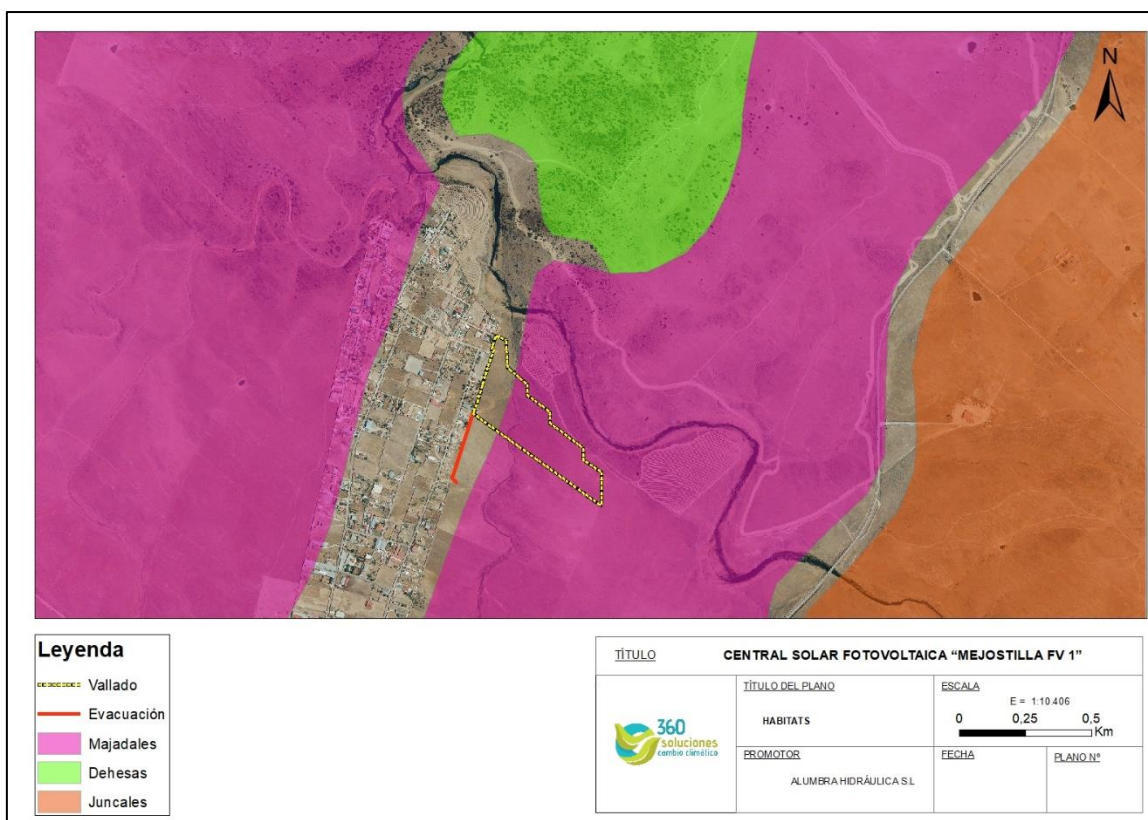 N
Leyenda
Vallado
Evacuación
Majadales
Dehesas
Juncales
TÍTULO
CENTRAL SOLAR FOTOVOLTAICA “MEJOSTILLA FV 1”
360
soluciones
cambio climático
TÍTULO DEL PLANO
HABITATS
ESCALA
E = 1:10.406
0 0,25 0,5
Km
PROMOTOR
ALUMBRA HIDRÁULICA S.L
FECHA
PLANO Nº